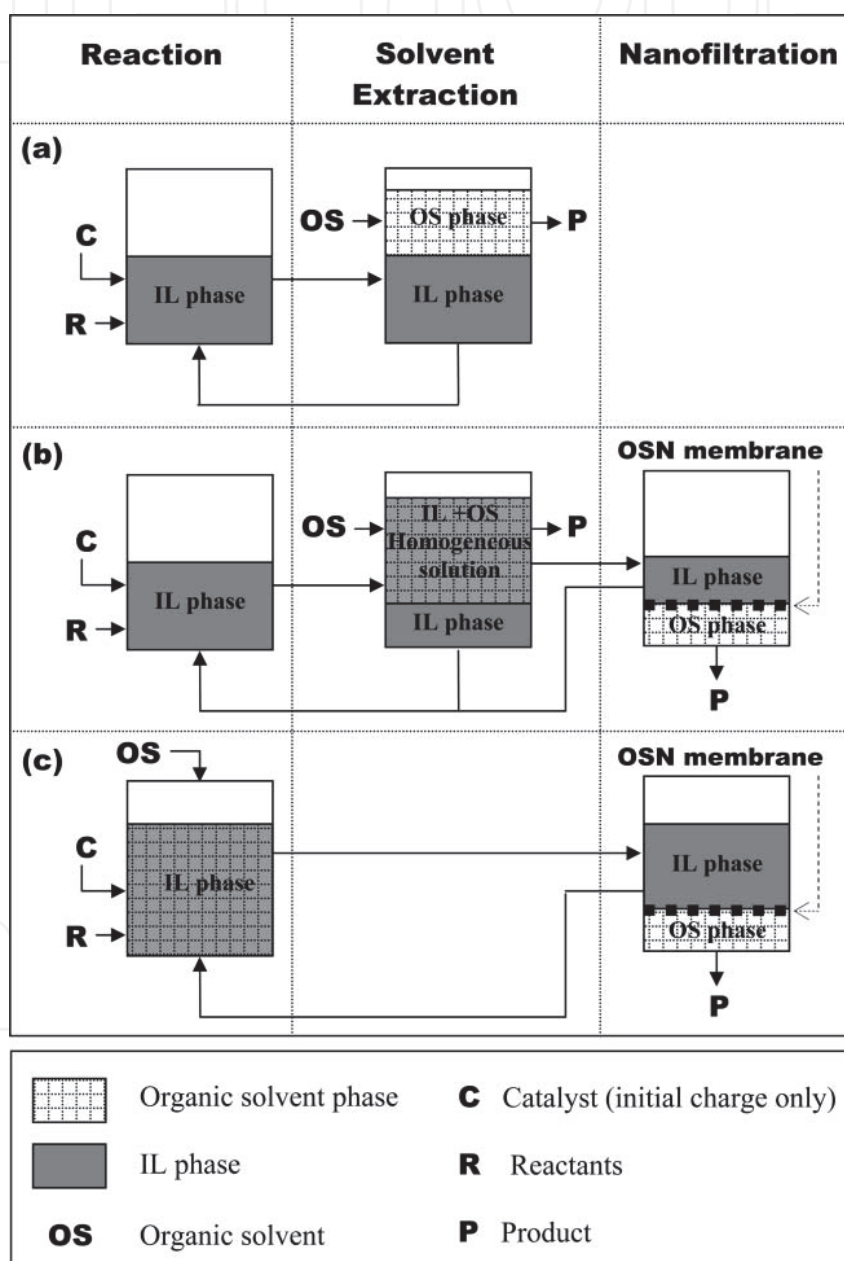 Reaction
Solvent
Extraction
Nanofiltration
(a)
C
R
IL phase
OS
OS phase
IL phase
P
(b)
C
R
IL phase
OS
IL +OS
Homogeneous
solution
IL phase
P
OSN membrane
IL phase
OS phase
P
(c)
OS
C
R
IL phase
OSN membrane
IL phase
OS phase
P
Organic solvent phase
C Catalyst (initial charge only)
IL phase
R Reactants
OS Organic solvent
P Product